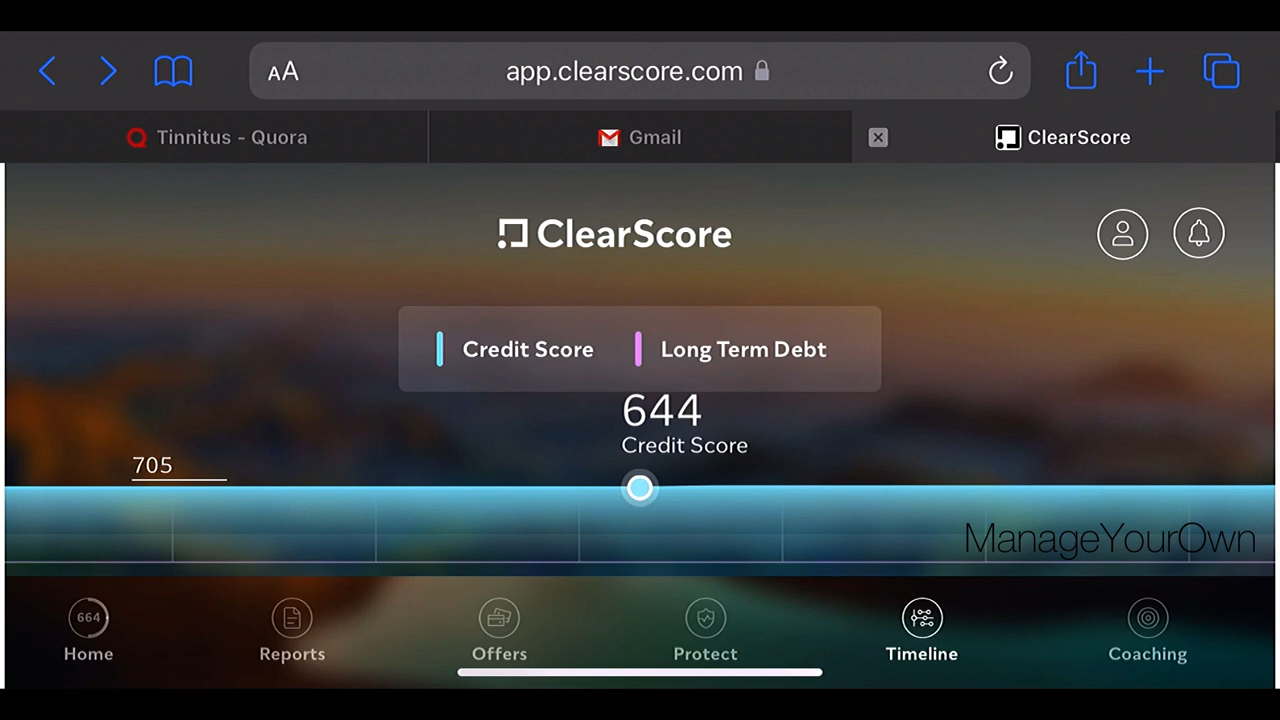 AA app.clearscore.com
Tinnitus - Quora Gmail ClearScore
ClearScore
Credit Score Long Term Debt
644
Credit Score
705
ManageYourOwn
664
Home Reports Offers Protect Timeline Coaching